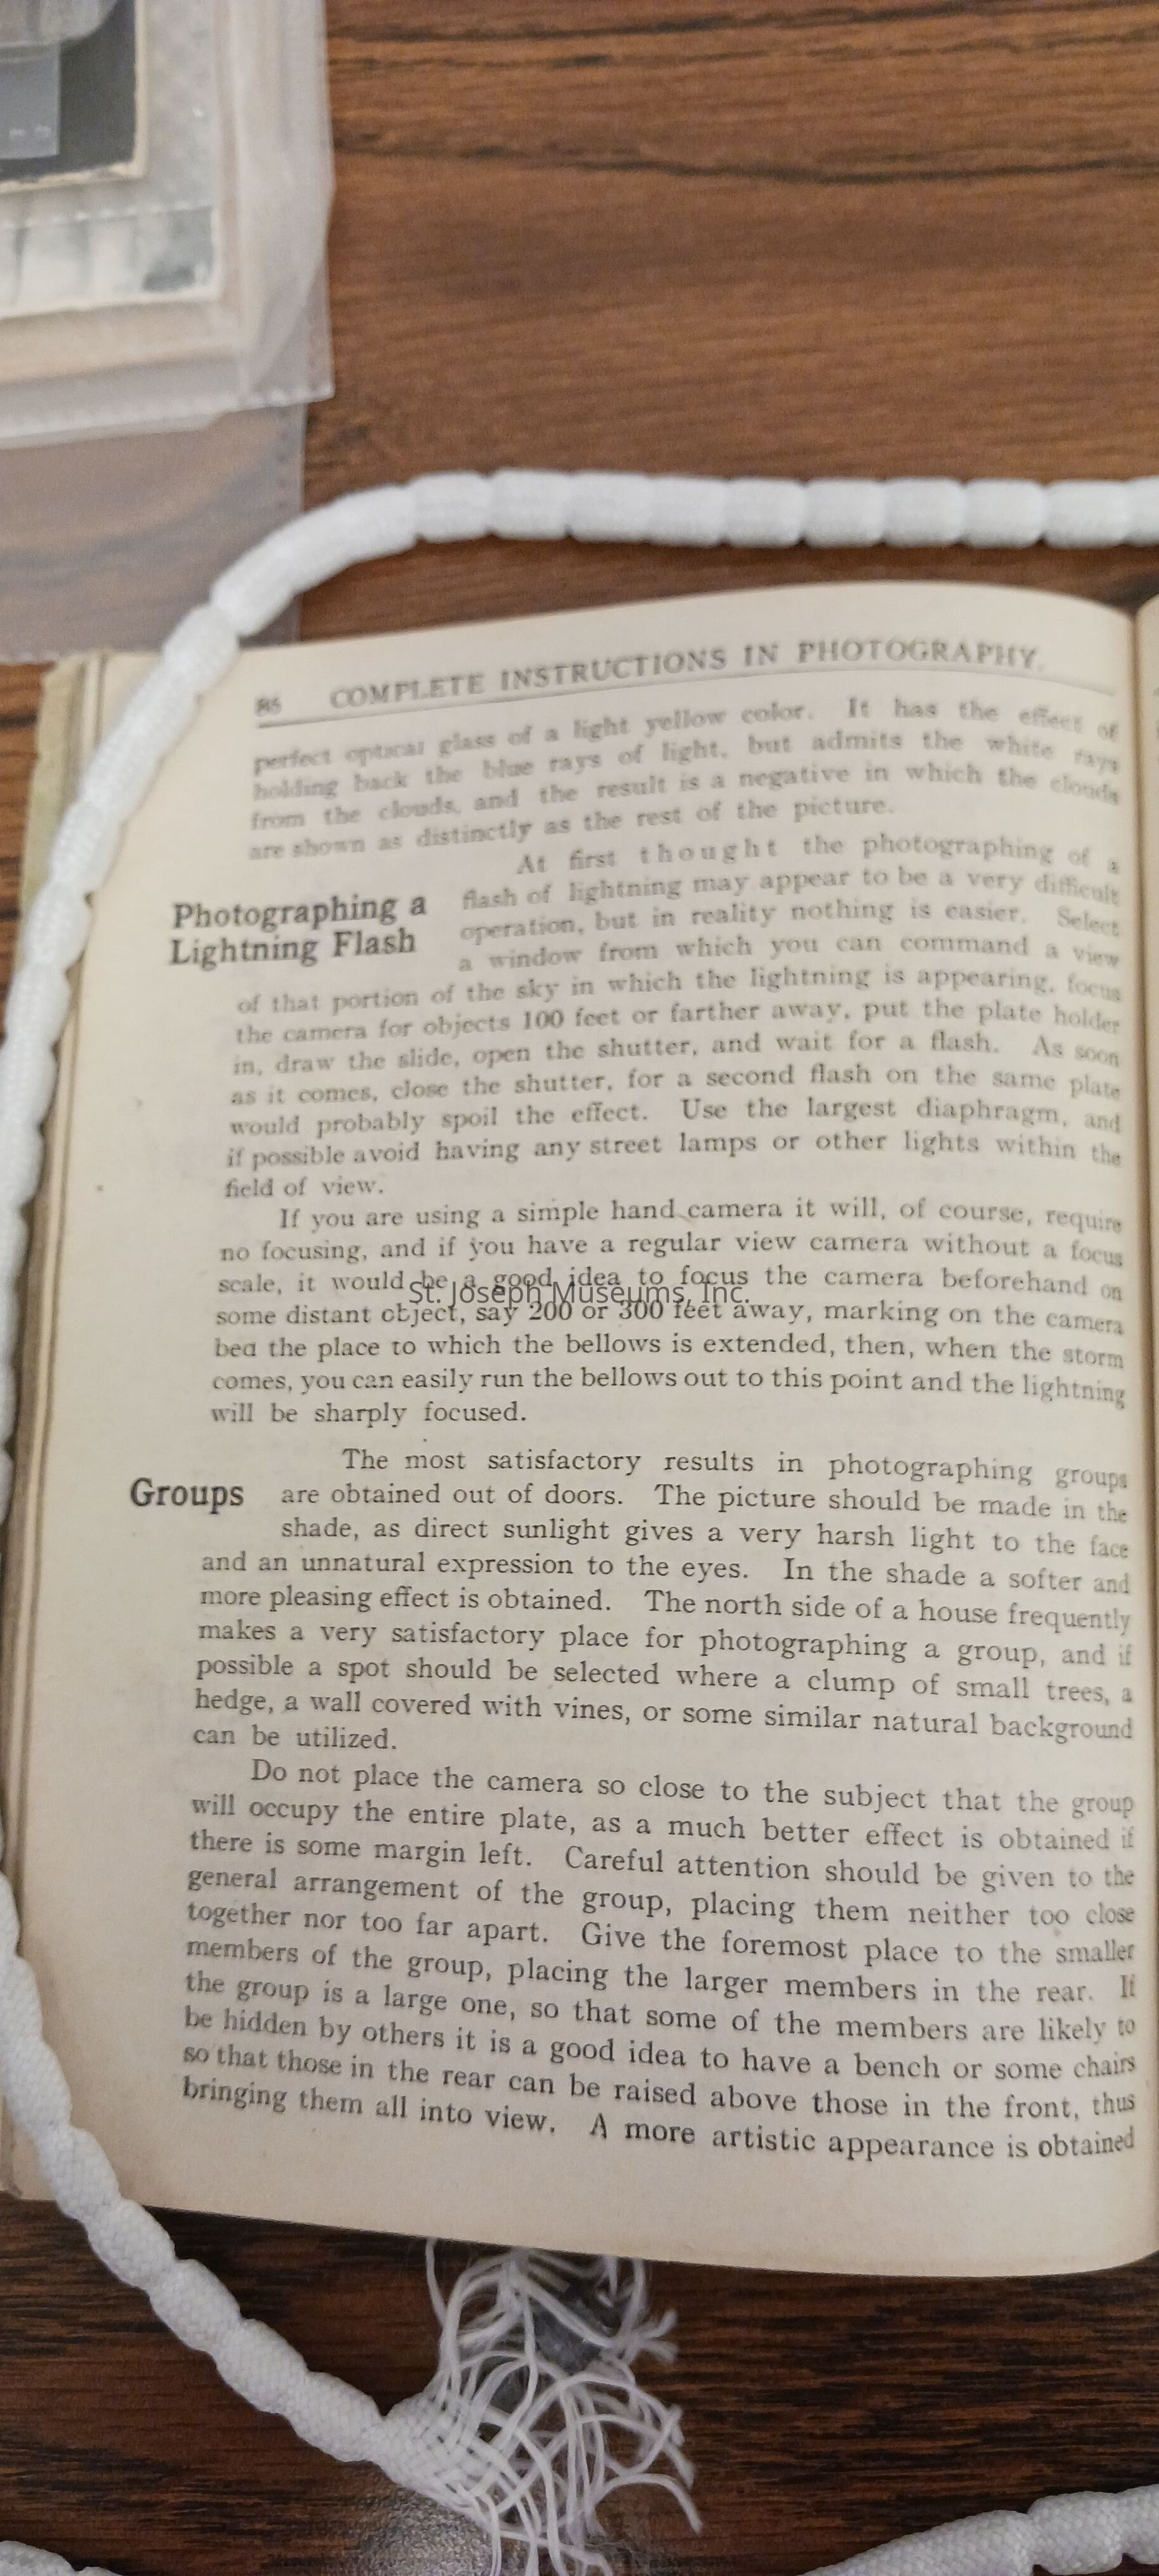 86 COMPLETE INSTRUCTIONS IN PHOTOGRAPHY
perfect optical glass of a light yellow color. It has the effect of
holding back the blue rays of light, but admits the white rays
from the clouds, and the result is a negative in which the clouds
are shown as distinctly as the rest of the picture.
At first thought the photographing of a
Photographing a
Lightning Flash
flash of lightning may appear to be a very difficult
operation, but in reality nothing is easier. Select
a window from which you can command a view
of that portion of the sky in which the lightning is appearing, focus
the camera for objects 100 feet or farther away, put the plate holder
in, draw the slide, open the shutter, and wait for a flash. As soon
as it comes, close the shutter, for a second flash on the same plate
would probably spoil the effect. Use the largest diaphragm, and
if possible avoid having any street lamps or other lights within the
field of view.
If you are using a simple hand camera it will, of course, require
no focusing, and if you have a regular view camera without a focus
scale, it would be a good idea to focus the camera beforehand on
St. Joseph Museums, Inc.
some distant object, say 200 or 300 feet away, marking on the camera
bed the place to which the bellows is extended, then, when the storm
comes, you can easily run the bellows out to this point and the lightning
will be sharply focused.
The most satisfactory results in photographing groups
Groups
are obtained out of doors. The picture should be made in the
shade, as direct sunlight gives a very harsh light to the face
and an unnatural expression to the eyes. In the shade a softer and
more pleasing effect is obtained. The north side of a house frequently
makes a very satisfactory place for photographing a group, and if
possible a spot should be selected where a clump of small trees, a
hedge, a wall covered with vines, or some similar natural background
can be utilized.
Do not place the camera so close to the subject that the group
will occupy the entire plate, as a much better effect is obtained if
there is some margin left. Careful attention should be given to the
general arrangement of the group, placing them neither too close
together nor too far apart. Give the foremost place to the smaller
members of the group, placing the larger members in the rear. If
the group is a large one, so that some of the members are likely to
be hidden by others it is a good idea to have a bench or some chairs
so that those in the rear can be raised above those in the front, thus
bringing them all into view. A more artistic appearance is obtained